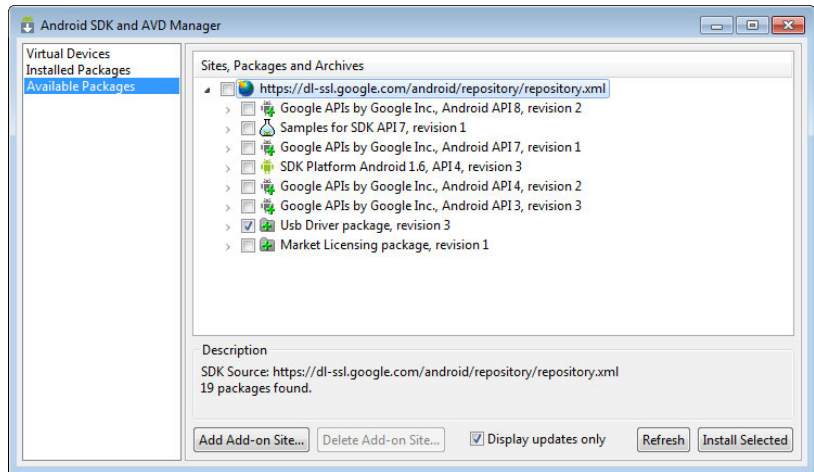 Android SDK and AVD Manager
Virtual Devices
Installed Packages
Available Packages
Sites, Packages and Archives
https://dl-ssl.google.com/android/repository/repository.xml
Google APIs by Google Inc., Android API 8, revision 2
Samples for SDK API 7, revision 1
Google APIs by Google Inc., Android API 7, revision 1
SDK Platform Android 1.6, API 4, revision 3
Google APIs by Google Inc., Android API 4, revision 2
Google APIs by Google Inc., Android API 3, revision 3
Usb Driver package, revision 3
Market Licensing package, revision 1
Description
SDK Source: https://dl-ssl.google.com/android/repository/repository.xml
19 packages found.
Add Add-on Site... Delete Add-on Site... Display updates only Refresh Install Selected